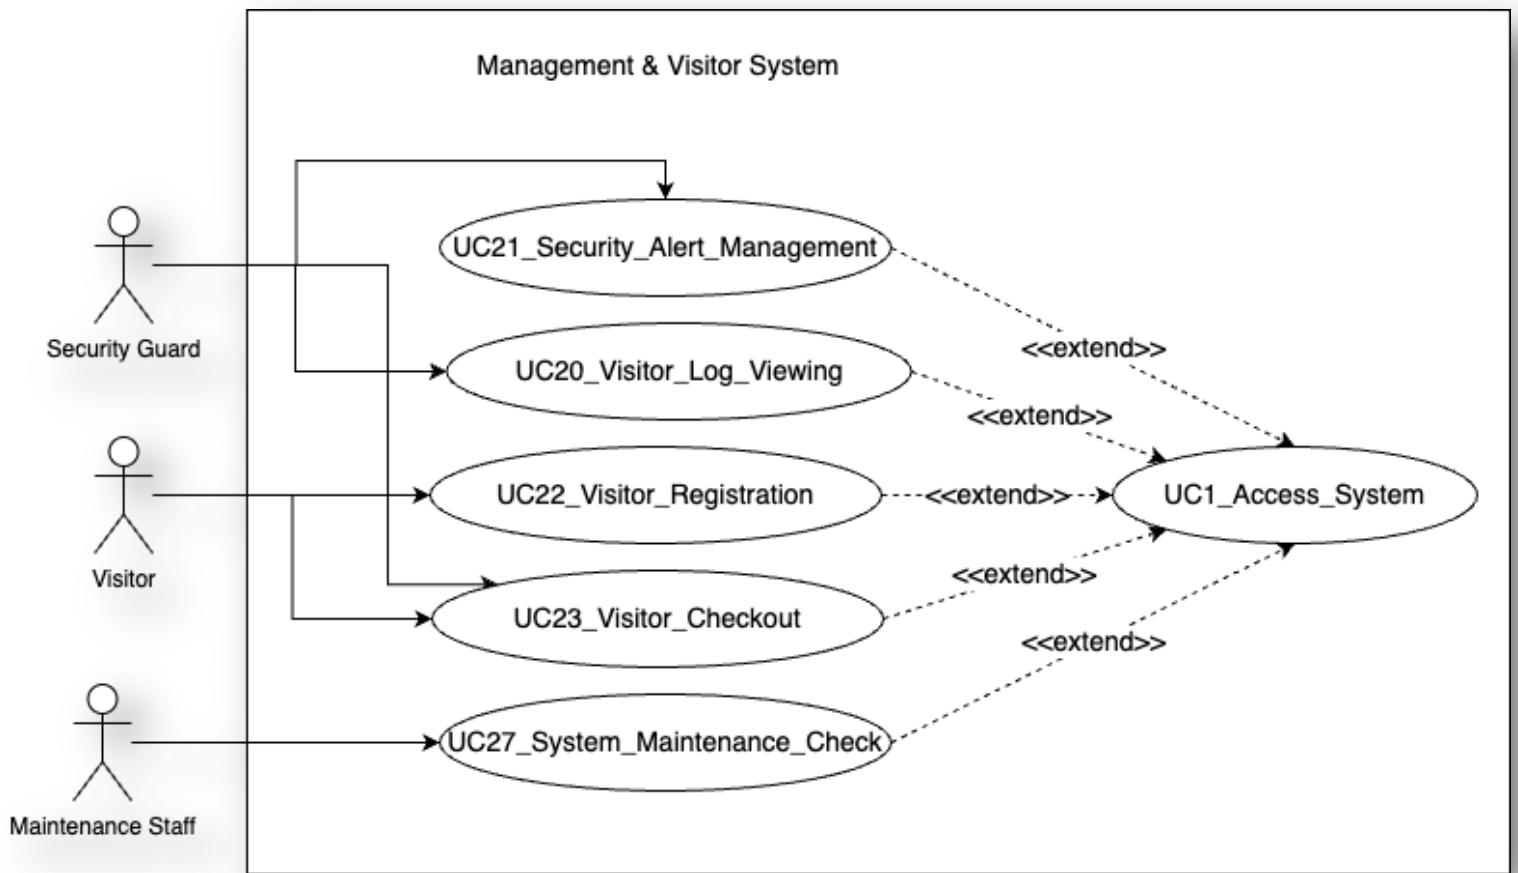 Management & Visitor System
UC21_Security_Alert_Management
Security Guard
<<extend>>
UC20_Visitor_Log_Viewing
<<extend>>
UC22_Visitor_Registration
<<extend>>
UC1_Access_System
Visitor
<<extend>>
UC23_Visitor_Checkout
<<extend>>
UC27_System_Maintenance_Check
Maintenance Staff